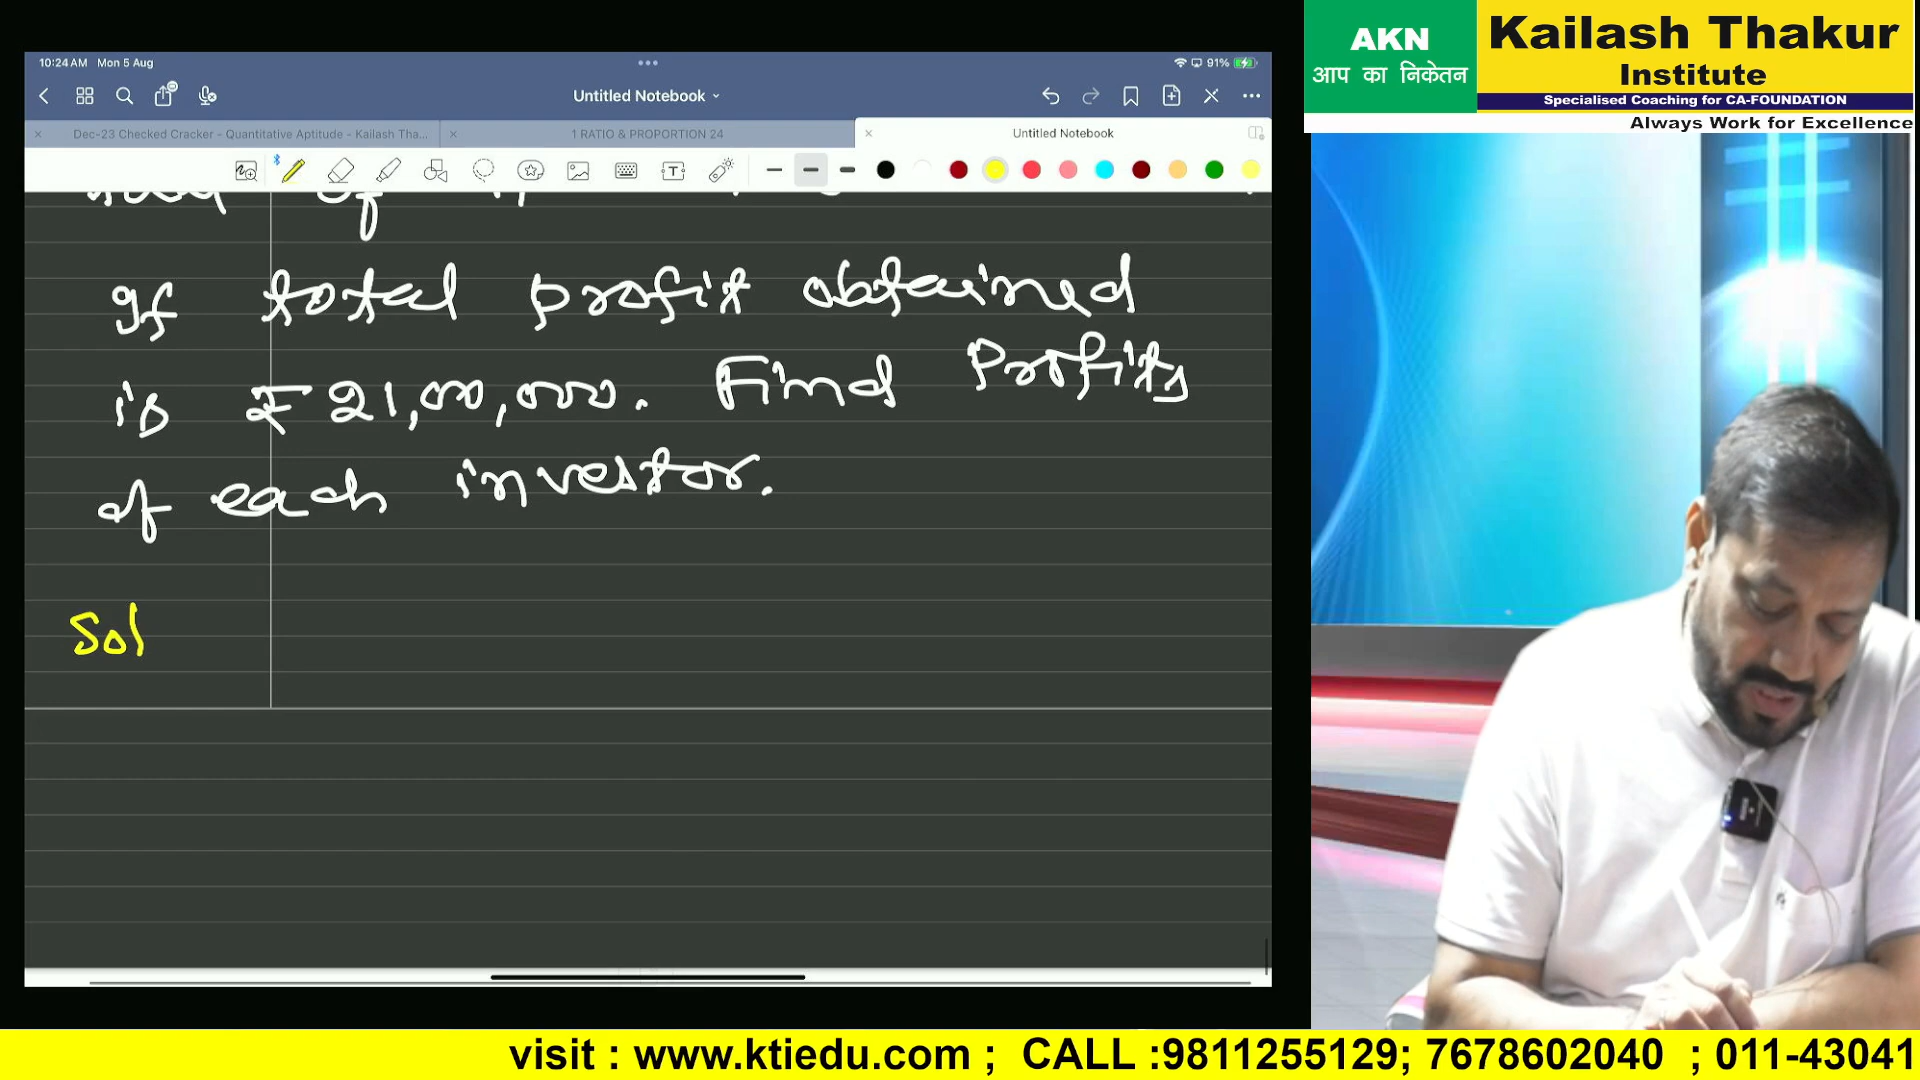 10:24 AM Mon 5 Aug
91%
Untitled Notebook
Dec-23 Checked Cracker - Quantitative Aptitude - Kailash Tha...
1 RATIO & PROPORTION 24
Untitled Notebook
of
If total profit obtained
is ₹ 21,00,000. Find Profits
of each investor.
Sol
AKN
आप का निकेतन
Kailash Thakur
Institute
Specialised Coaching for CA-FOUNDATION
Always Work for Excellence
visit : www.ktiedu.com ; CALL :9811255129; 7678602040 ; 011-43041